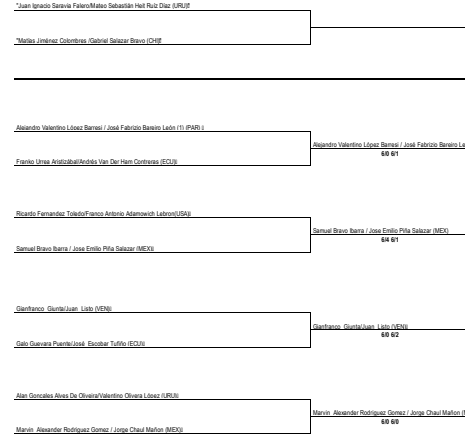 "Juan Ignacio Saravia Falero/Mateo Sebastián Heit Ruíz Díaz (URU)"
"Matías Jiménez Colombres /Gabriel Salazar Bravo (CHI)"
Alejandro Valentino López Barresi / José Fabrizio Bareiro León (1) (PAR)
Alejandro Valentino López Barresi / José Fabrizio Bareiro Le
6/0 6/1
Franko Urrea Aristizábal/Andrés Van Der Ham Contreras (ECU)
Ricardo Fernandez Toledo/Franco Antonio Adamowich Lebron(USA)
Samuel Bravo Ibarra / Jose Emilio Piña Salazar (MEX)
6/4 6/1
Samuel Bravo Ibarra / Jose Emilio Piña Salazar (MEX)
Gianfranco Giunta/Juan Listo (VEN)
Gianfranco Giunta/Juan Listo (VEN)
6/0 6/2
Galo Guevara Puente/José Escobar Tufiño (ECU)
Alan Goncales Alves De Oliveira/Valentino Olivera López (URU)
Marvin Alexander Rodriguez Gomez / Jorge Chaul Mañon (
6/0 6/0
Marvin Alexander Rodriguez Gomez / Jorge Chaul Mañon (MEX)